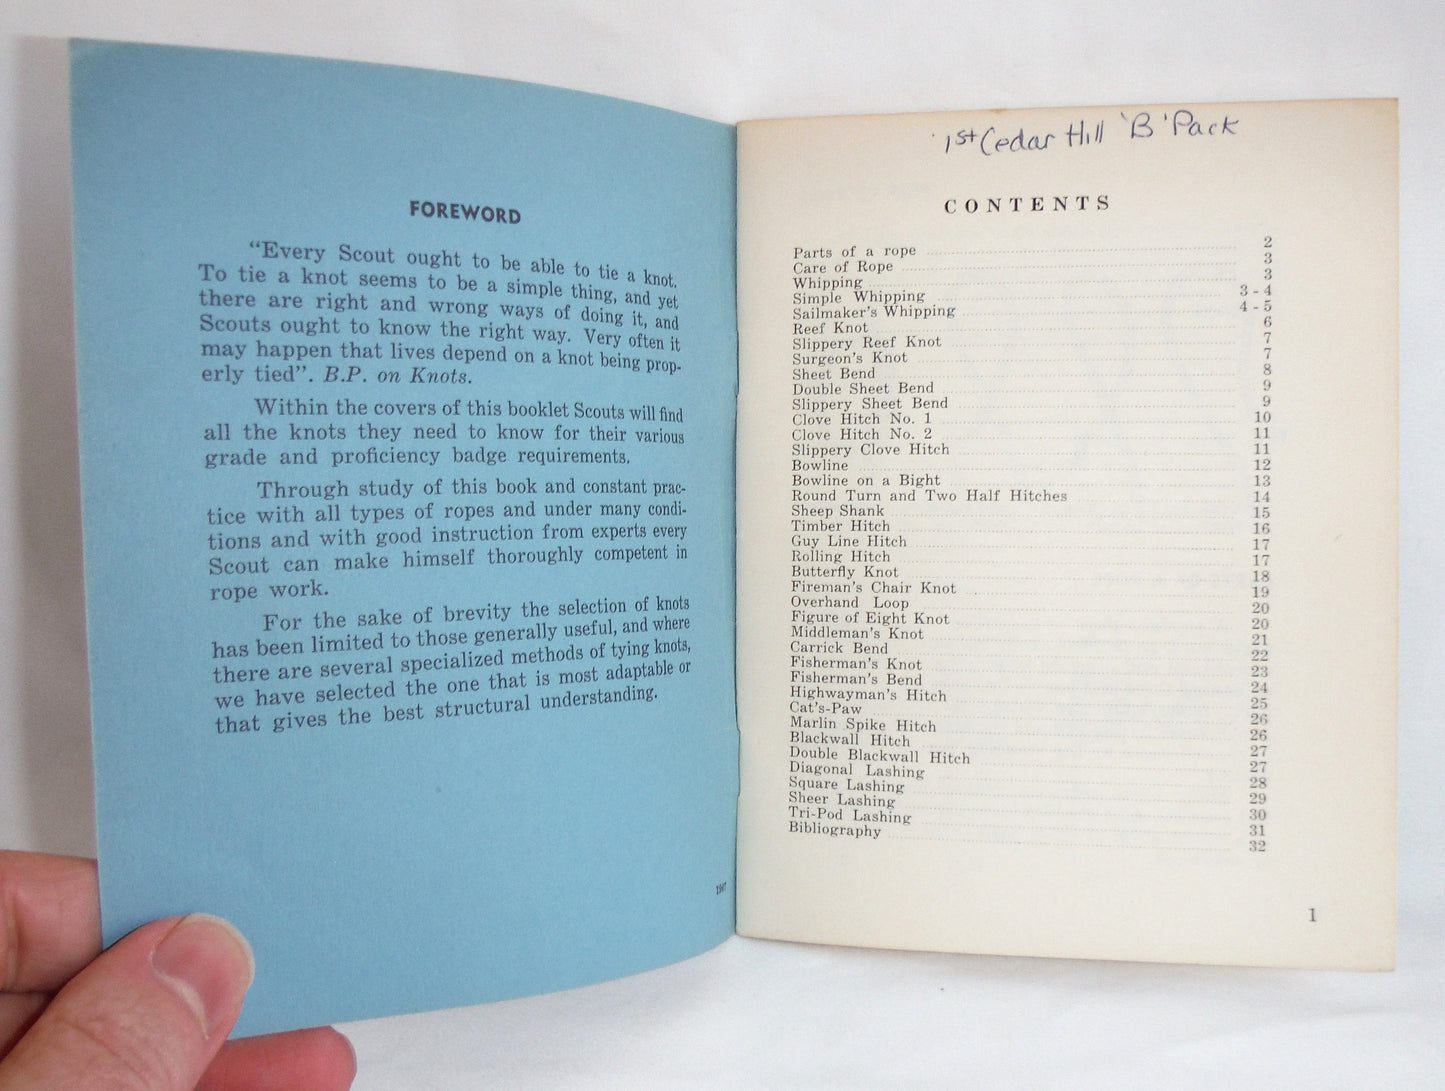 FOREWORD
"Every Scout ought to be able to tie a knot.
To tie a knot seems to be a simple thing, and yet
there are right and wrong ways of doing it, and
Scouts ought to know the right way. Very often it
may happen that lives depend on a knot being prop-
erly tied". B.P. on Knots.
Within the covers of this booklet Scouts will find
all the knots they need to know for their various
grade and proficiency badge requirements.
Through study of this book and constant prac-
tice with all types of ropes and under many condi-
tions and with good instruction from experts every
Scout can make himself thoroughly competent in
rope work.
For the sake of brevity the selection of knots
has been limited to those generally useful, and where
there are several specialized methods of tying knots,
we have selected the one that is most adaptable or
that gives the best structural understanding.
1st Cedar Hill 'B' Pack
CONTENTS
Parts of a rope 2
Care of Rope 3
Whipping 3
Simple Whipping 3 - 4
Sailmaker's Whipping 4 - 5
Reef Knot 6
Slippery Reef Knot 7
Surgeon's Knot 7
Sheet Bend 8
Double Sheet Bend 9
Slippery Sheet Bend 9
Clove Hitch No. 1 10
Clove Hitch No. 2 11
Slippery Clove Hitch 11
Bowline 12
Bowline on a Bight 13
Round Turn and Two Half Hitches 14
Sheep Shank 15
Timber Hitch 16
Guy Line Hitch 17
Rolling Hitch 17
Butterfly Knot 18
Fireman's Chair Knot 19
Overhand Loop 20
Figure of Eight Knot 20
Middleman's Knot 21
Carrick Bend 22
Fisherman's Knot 23
Fisherman's Bend 24
Highwayman's Hitch 25
Cat's-Paw 26
Marlin Spike Hitch 26
Blackwall Hitch 27
Double Blackwall Hitch 27
Diagonal Lashing 28
Square Lashing 29
Sheer Lashing 30
Tri-Pod Lashing 31
Bibliography 32
1